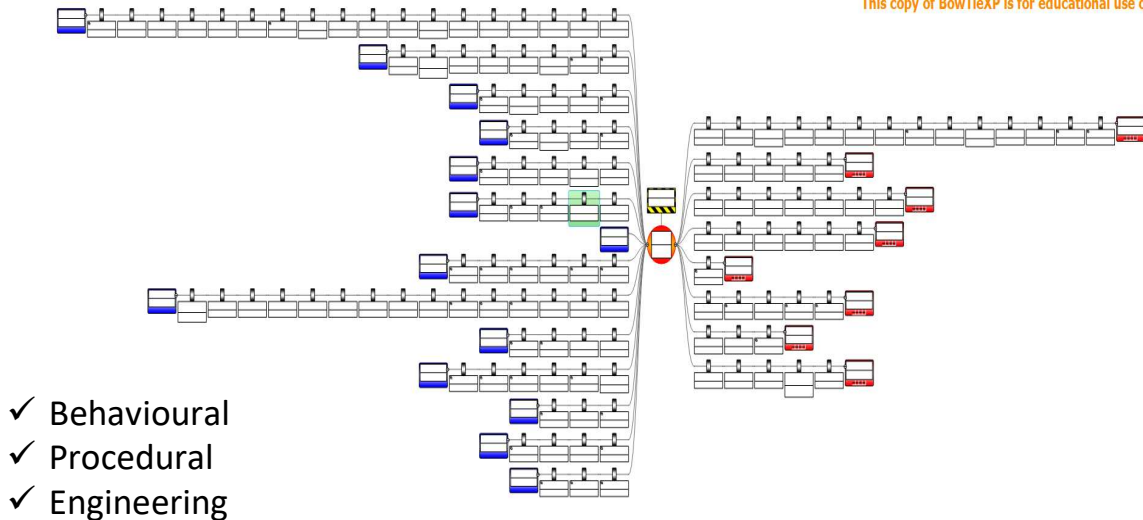 This copy of BowTieXP is for educational use o
✓ Behavioural
✓ Procedural
✓ Engineering